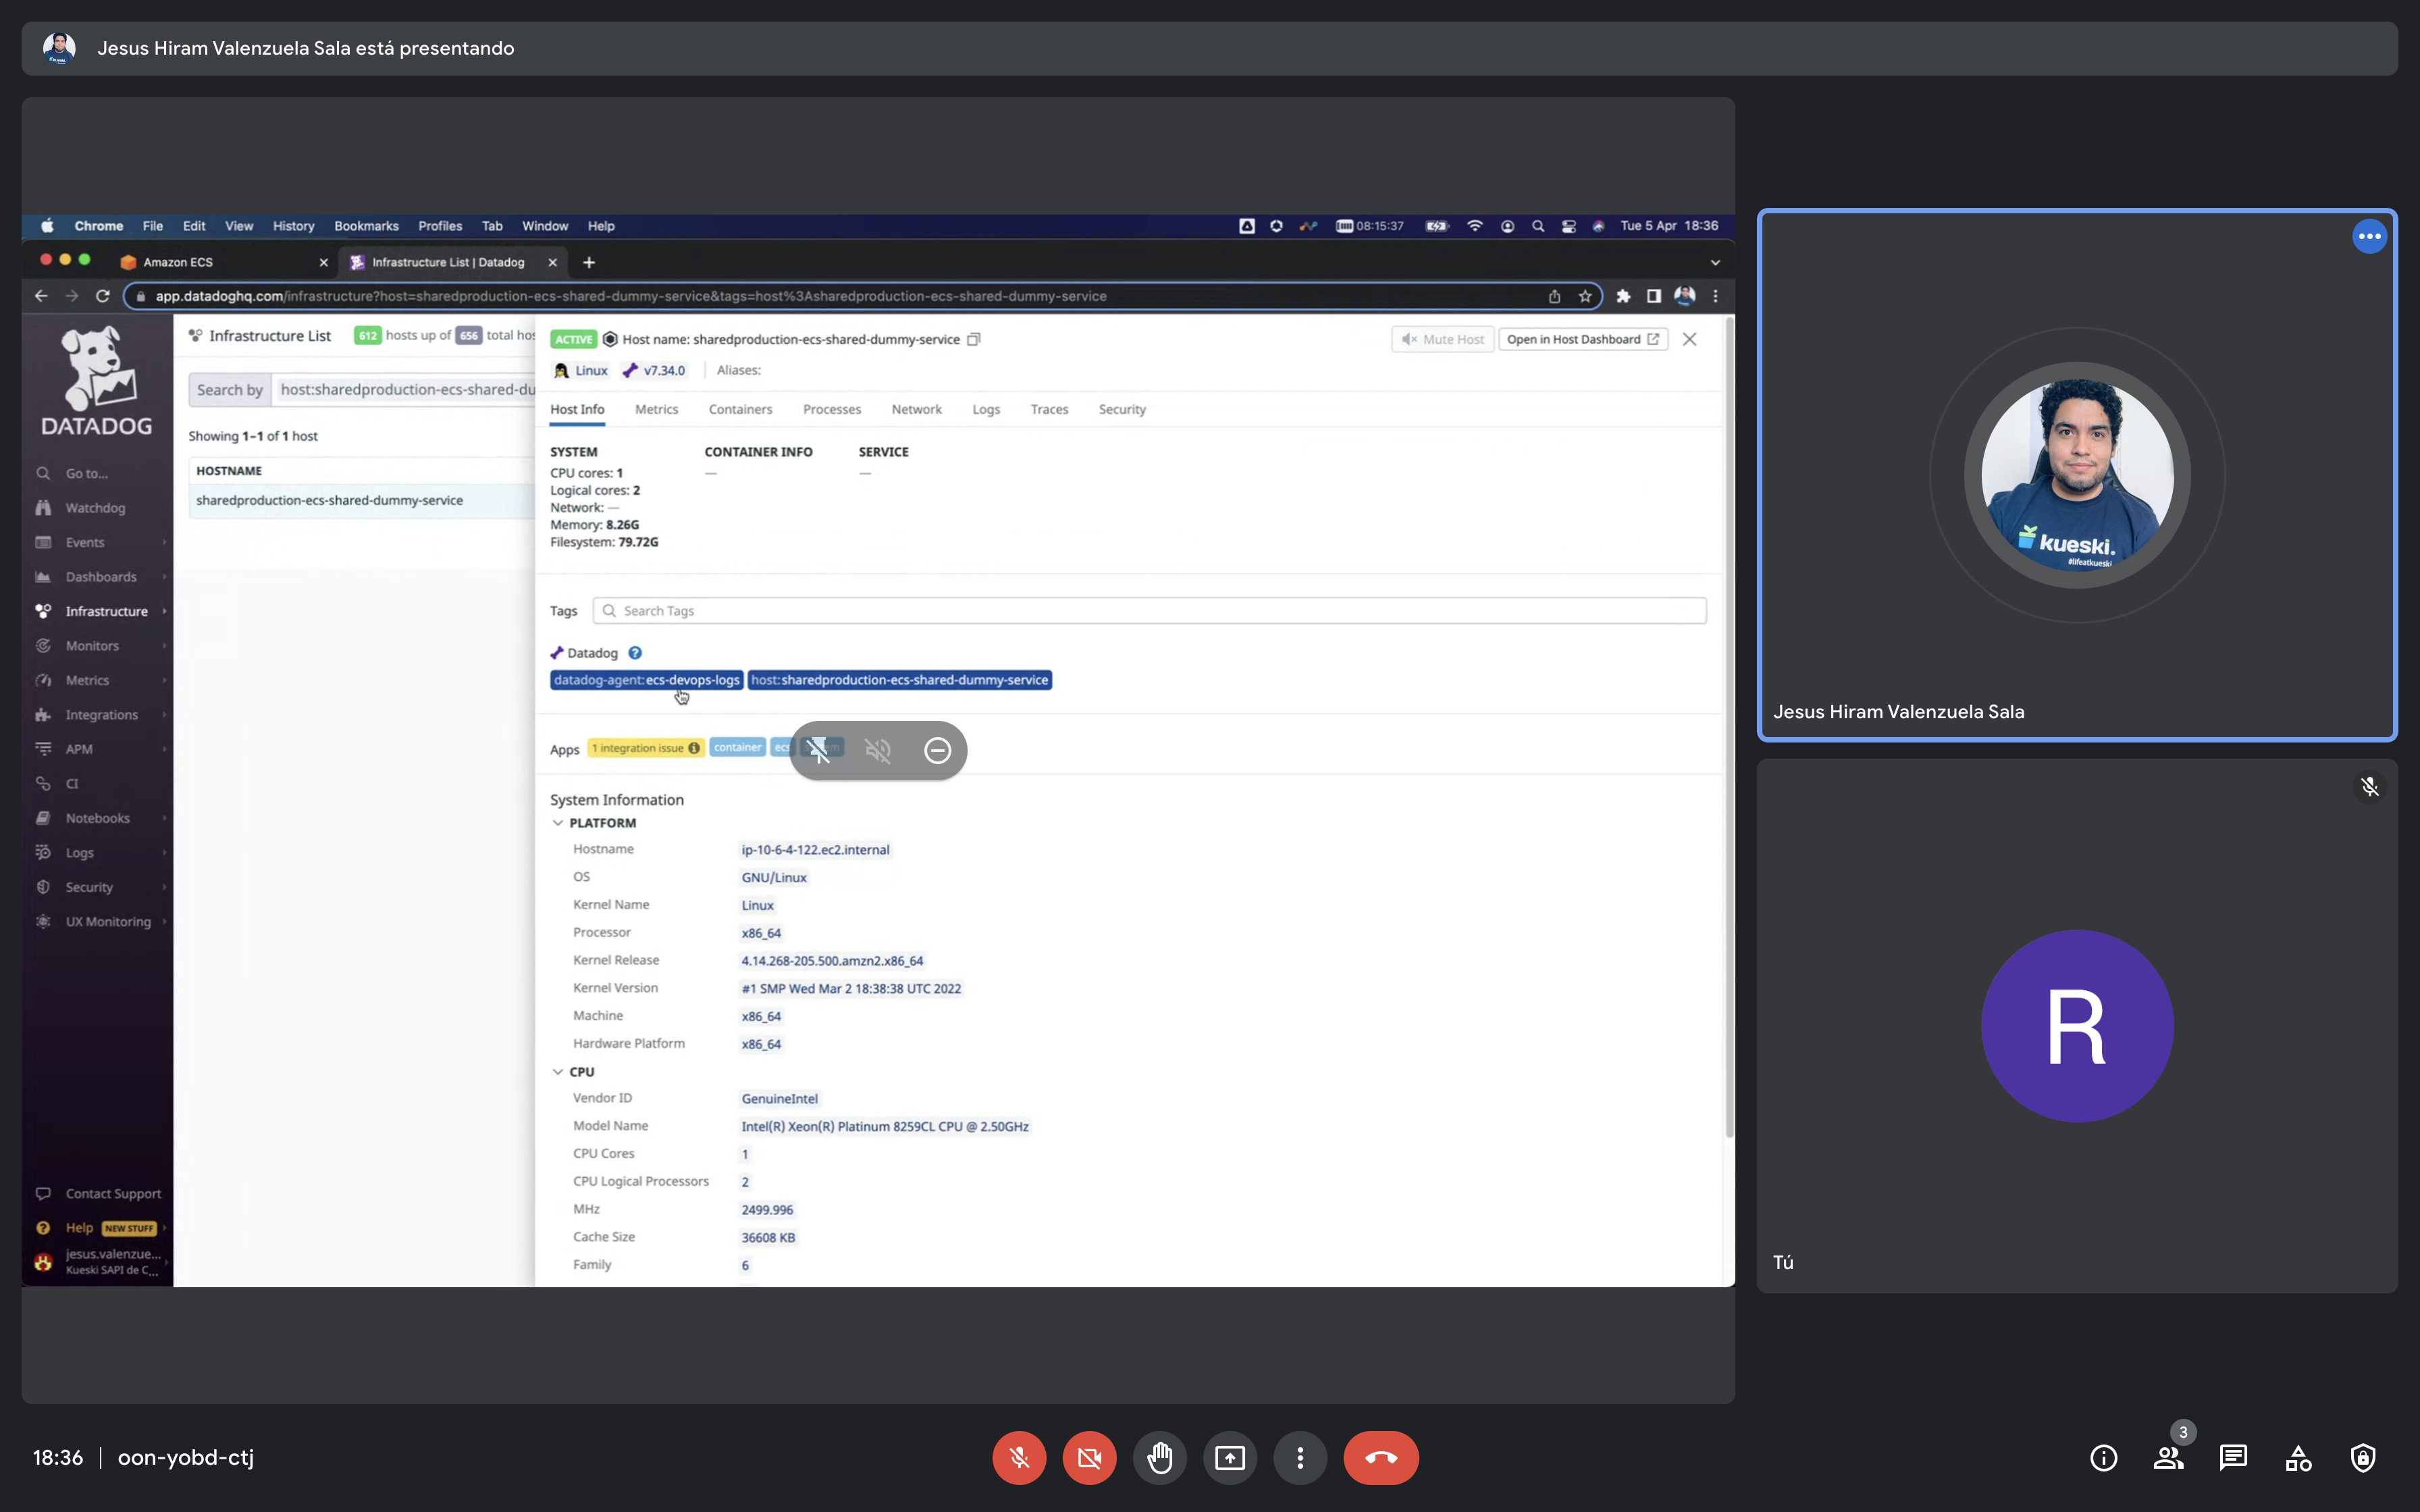 Jesus Hiram Valenzuela Sala está presentando
Chrome File Edit View History Bookmarks Profiles Tab Window Help 08:15:37 Tue 5 Apr 18:36
Amazon ECS
Infrastructure List | Datadog
app.datadoghq.com/infrastructure?host=sharedproduction-ecs-shared-dummy-service&tags=host%3Asharedproduction-ecs-shared-dummy-service
DATADOG
Go to...
Watchdog
Events
Dashboards
Infrastructure
Monitors
Metrics
Integrations
APM
CI
Notebooks
Logs
Security
UX Monitoring
Contact Support
Help NEW STUFF
jesus.valenzue...
Kueski SAPI de C...
Infrastructure List 612 hosts up of 656 total hos
Search by host:sharedproduction-ecs-shared-du
Showing 1–1 of 1 host
HOSTNAME
sharedproduction-ecs-shared-dummy-service
ACTIVE Host name: sharedproduction-ecs-shared-dummy-service
Mute Host Open in Host Dashboard
Linux v7.34.0 Aliases:
Host Info Metrics Containers Processes Network Logs Traces Security
SYSTEM
CPU cores: 1
Logical cores: 2
Network: —
Memory: 8.26G
Filesystem: 79.72G
CONTAINER INFO
—
SERVICE
—
Tags Search Tags
Datadog ?
datadog-agent:ecs-devops-logs host:sharedproduction-ecs-shared-dummy-service
Apps 1 integration issue container ecs
System Information
PLATFORM
Hostname ip-10-6-4-122.ec2.internal
OS GNU/Linux
Kernel Name Linux
Processor x86_64
Kernel Release 4.14.268-205.500.amzn2.x86_64
Kernel Version #1 SMP Wed Mar 2 18:38:38 UTC 2022
Machine x86_64
Hardware Platform x86_64
CPU
Vendor ID GenuineIntel
Model Name Intel(R) Xeon(R) Platinum 8259CL CPU @ 2.50GHz
CPU Cores 1
CPU Logical Processors 2
MHz 2499.996
Cache Size 36608 KB
Family 6
kueski.
#lifeatkueski
Jesus Hiram Valenzuela Sala
R
Tú
18:36 | oon-yobd-ctj
3